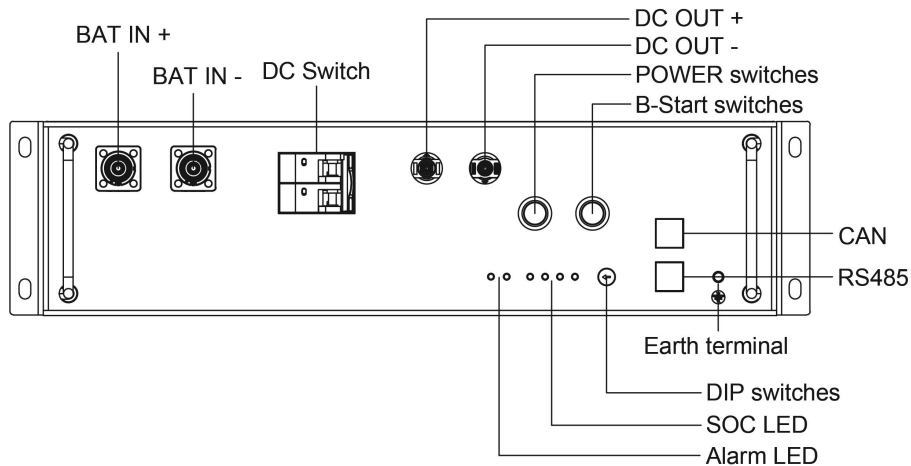 DC OUT +
BAT IN +
DC OUT -
BAT IN -
DC Switch
POWER switches
B-Start switches
CAN
RS485
Earth terminal
DIP switches
SOC LED
Alarm LED